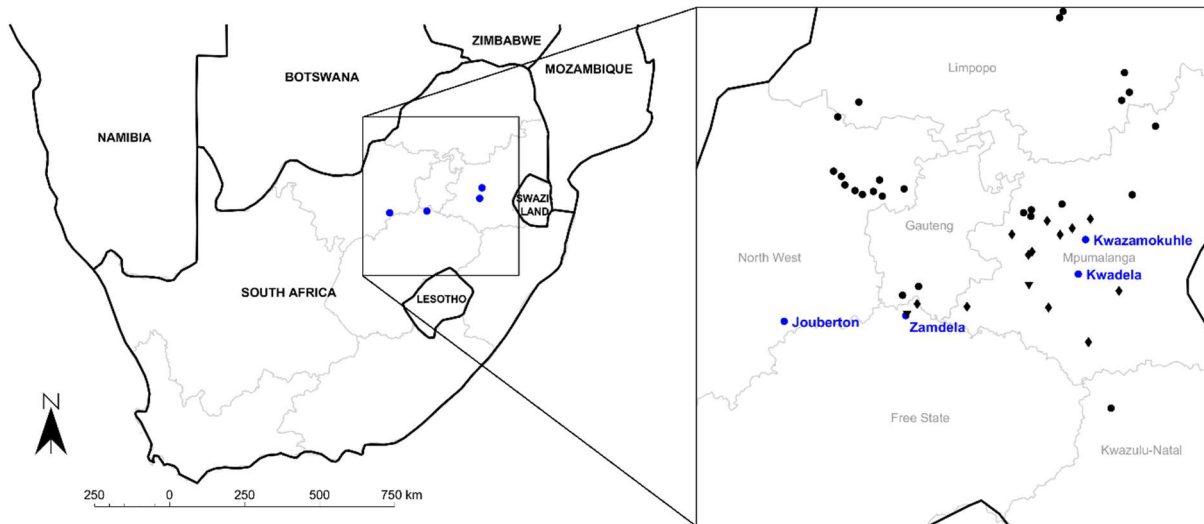 ZIMBABWE
MOZAMBIQUE
BOTSWANA
NAMIBIA
SWAZI
LAND
SOUTH AFRICA
LESOTHO
N
250 0 250 500 750 km
Limpopo
Gauteng
Kwazamokuhle
North West
Mpumalanga
Kwadela
Jouberton
Zamdela
Free State
Kwazulu-Natal